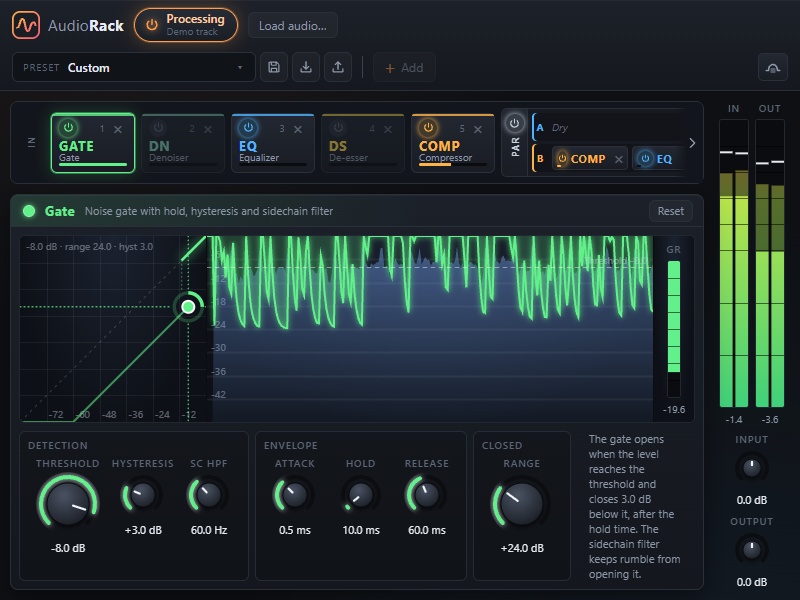 AudioRack
Processing
Demo track
Load audio...
PRESET Custom
+ Add
IN
1
GATE
Gate
2
DN
Denoiser
3
EQ
Equalizer
4
DS
De-esser
5
COMP
Compressor
PAR
A Dry
B COMP EQ
IN OUT
Gate Noise gate with hold, hysteresis and sidechain filter
Reset
-8.0 dB · range 24.0 · hyst 3.0
-72 -60 -48 -36 -24 -12
-12
-18
-24
-30
-36
-42
GR
-19.6
-1.4 -3.6
DETECTION
THRESHOLD HYSTERESIS SC HPF
+3.0 dB 60.0 Hz
-8.0 dB
ENVELOPE
ATTACK HOLD RELEASE
0.5 ms 10.0 ms 60.0 ms
CLOSED
RANGE
+24.0 dB
The gate opens
when the level
reaches the
threshold and
closes 3.0 dB
below it, after the
hold time. The
sidechain filter
keeps rumble from
opening it.
INPUT
0.0 dB
OUTPUT
0.0 dB